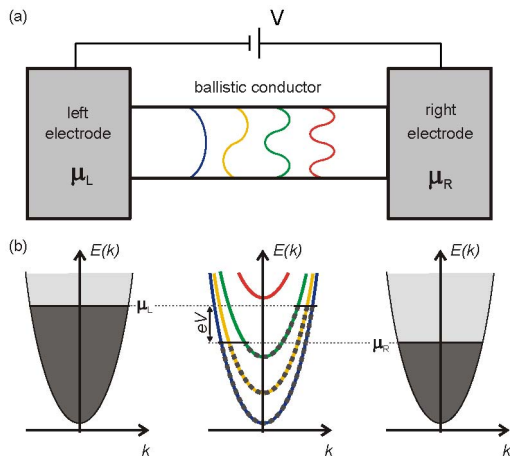 (a)
V
ballistic conductor
left
electrode
μL
right
electrode
μR
(b)
E(k)
E(k)
E(k)
μL
eV
μR
k
k
k